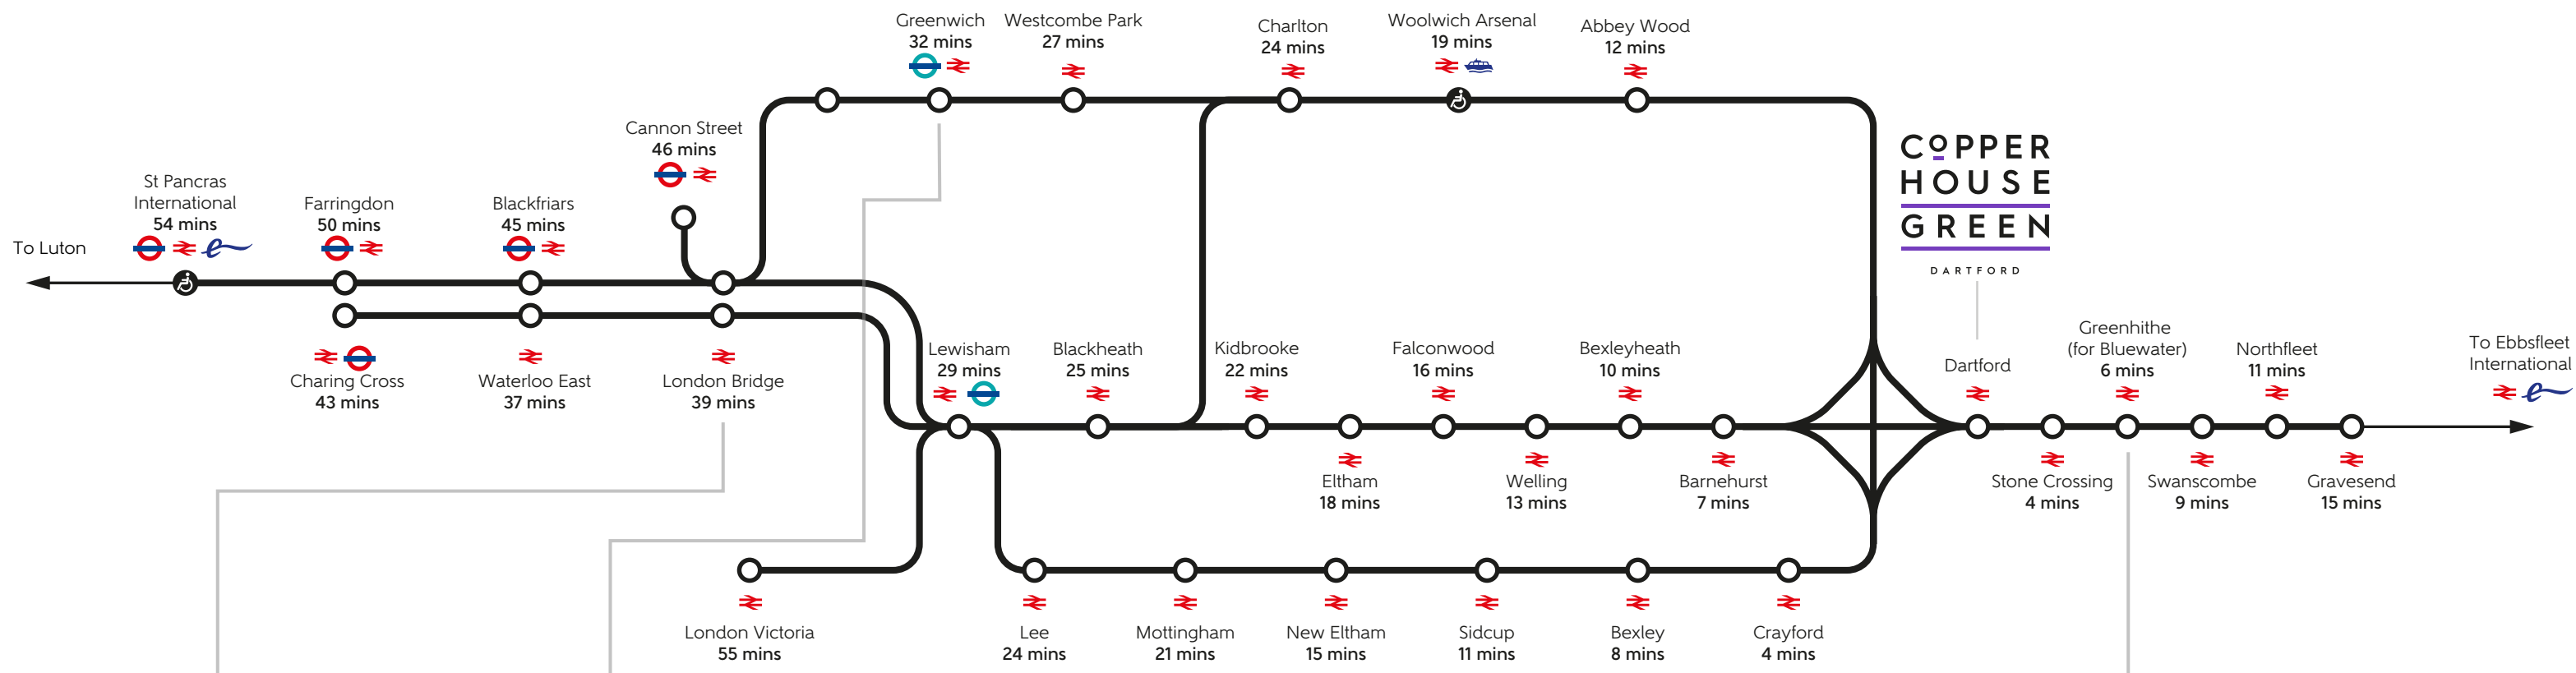 Greenwich
32 mins
Westcombe Park
27 mins
Charlton
24 mins
Woolwich Arsenal
19 mins
Abbey Wood
12 mins
Cannon Street
46 mins
COPPER
HOUSE
GREEN
DARTFORD
St Pancras
International
54 mins
Farringdon
50 mins
Blackfriars
45 mins
To Luton
Charing Cross
43 mins
Waterloo East
37 mins
London Bridge
39 mins
Lewisham
29 mins
Blackheath
25 mins
Kidbrooke
22 mins
Falconwood
16 mins
Bexleyheath
10 mins
Dartford
Greenhithe
(for Bluewater)
6 mins
Northfleet
11 mins
To Ebbsfleet
International
Eltham
18 mins
Welling
13 mins
Barnehurst
7 mins
Stone Crossing
4 mins
Swanscombe
9 mins
Gravesend
15 mins
London Victoria
55 mins
Lee
24 mins
Mottingham
21 mins
New Eltham
15 mins
Sidcup
11 mins
Bexley
8 mins
Crayford
4 mins